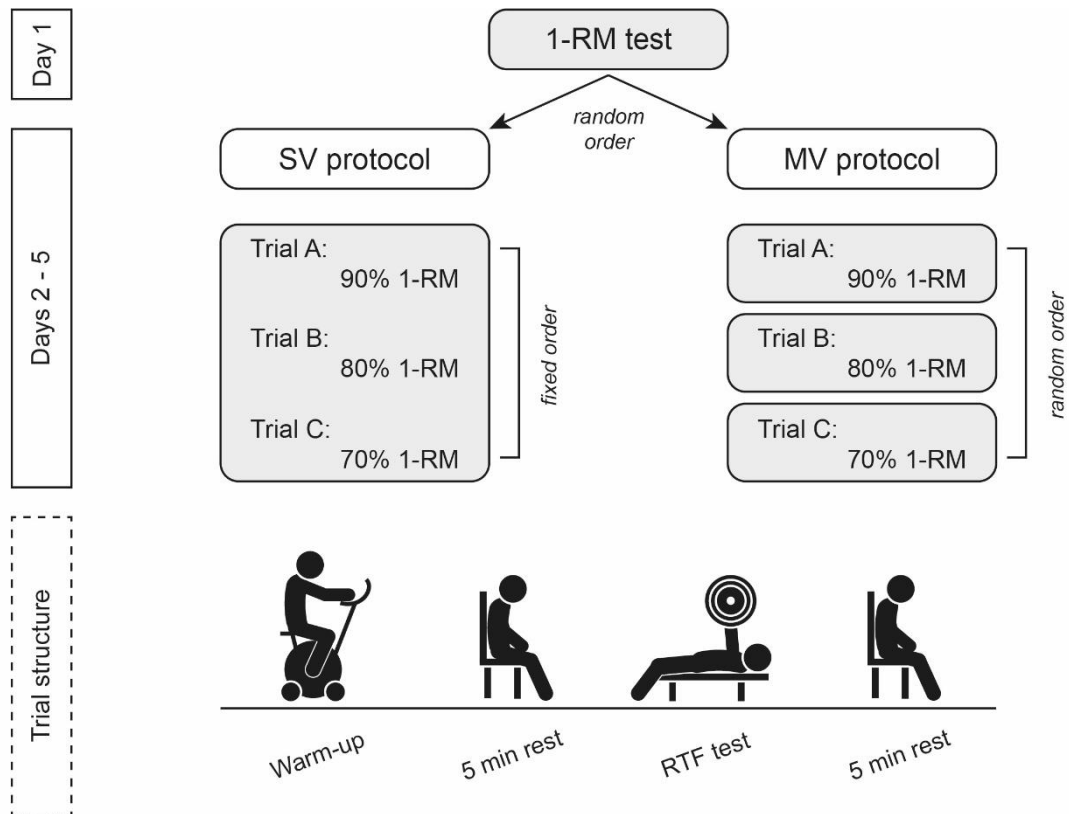 Day 1
1-RM test
random
order
Days 2 - 5
SV protocol
MV protocol
Trial A:
90% 1-RM
Trial B:
80% 1-RM
Trial C:
70% 1-RM
fixed order
Trial A:
90% 1-RM
Trial B:
80% 1-RM
Trial C:
70% 1-RM
random order
Trial structure
Warm-up
5 min rest
RTF test
5 min rest